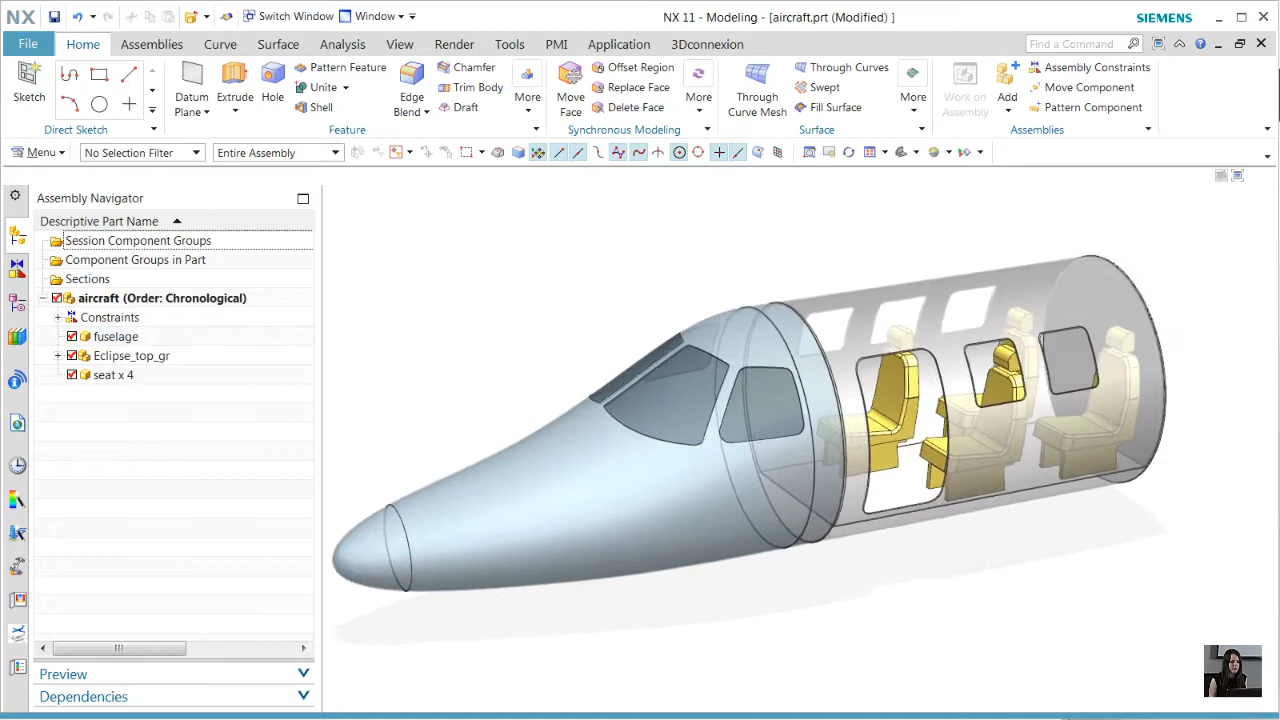 NX Switch Window Window NX 11 - Modeling - [aircraft.prt (Modified) ] SIEMENS
File Home Assemblies Curve Surface Analysis View Render Tools PMI Application 3Dconnexion Find a Command
Sketch
Direct Sketch
Datum Plane
Extrude
Pattern Feature
Unite
Shell
Edge Blend
Chamfer
Trim Body
Draft
More
Feature
Move Face
Offset Region
Replace Face
Delete Face
More
Synchronous Modeling
Through Curve Mesh
Through Curves
Swept
Fill Surface
More
Surface
Work on Assembly
Add
Assembly Constraints
Move Component
Pattern Component
Assemblies
Menu No Selection Filter Entire Assembly
Assembly Navigator
Descriptive Part Name
Session Component Groups
Component Groups in Part
Sections
aircraft (Order: Chronological)
Constraints
fuselage
Eclipse_top_gr
seat x 4
Preview
Dependencies